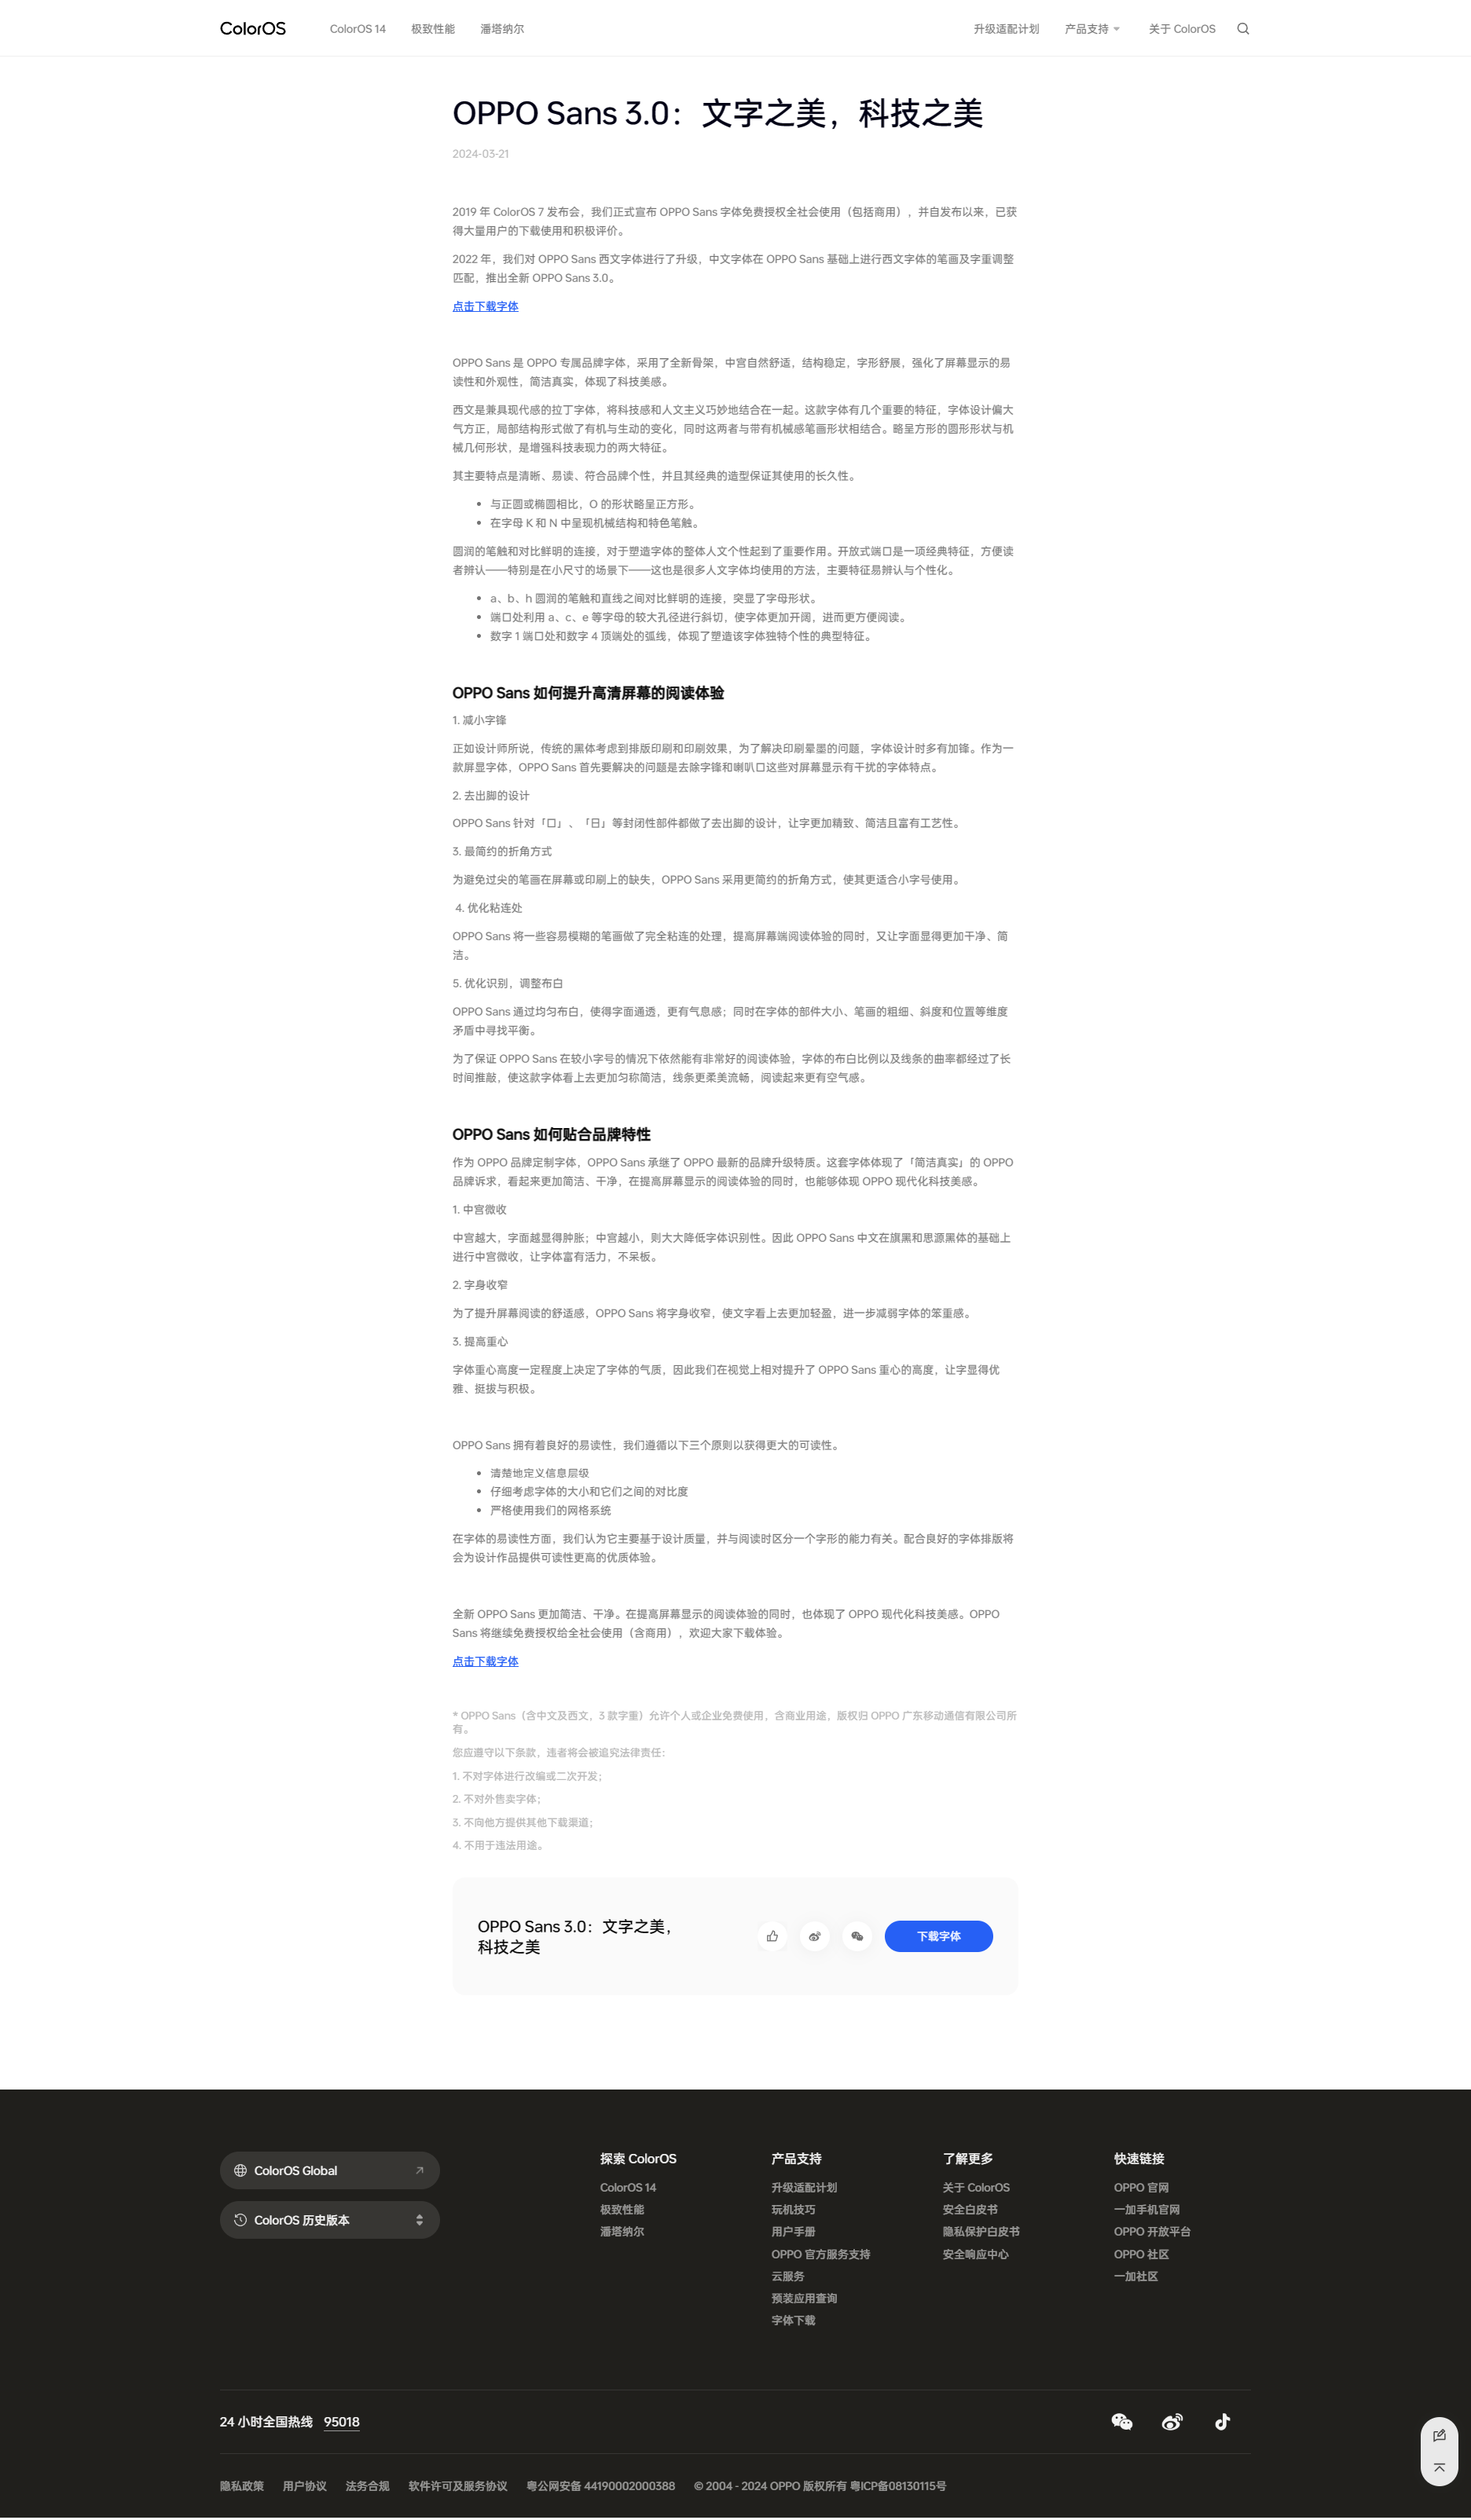 ColorOS
ColorOS 14
极致性能
潘塔纳尔
升级适配计划
产品支持
关于 ColorOS
OPPO Sans 3.0：文字之美，科技之美
2024-03-21
2019 年 ColorOS 7 发布会，我们正式宣布 OPPO Sans 字体免费授权全社会使用（包括商用），并自发布以来，已获
得大量用户的下载使用和积极评价。
2022 年，我们对 OPPO Sans 西文字体进行了升级，中文字体在 OPPO Sans 基础上进行西文字体的笔画及字重调整
匹配，推出全新 OPPO Sans 3.0。
点击下载字体
OPPO Sans 是 OPPO 专属品牌字体，采用了全新骨架，中宫自然舒适，结构稳定，字形舒展，强化了屏幕显示的易
读性和外观性，简洁真实，体现了科技美感。
西文是兼具现代感的拉丁字体，将科技感和人文主义巧妙地结合在一起。这款字体有几个重要的特征，字体设计偏大
气方正，局部结构形式做了有机与生动的变化，同时这两者与带有机械感笔画形状相结合。略呈方形的圆形形状与机
械几何形状，是增强科技表现力的两大特征。
其主要特点是清晰、易读、符合品牌个性，并且其经典的造型保证其使用的长久性。
• 与正圆或椭圆相比，O 的形状略呈正方形。
• 在字母 K 和 N 中呈现机械结构和特色笔触。
圆润的笔触和对比鲜明的连接，对于塑造字体的整体人文个性起到了重要作用。开放式端口是一项经典特征，方便读
者辨认——特别是在小尺寸的场景下——这也是很多人文字体均使用的方法，主要特征易辨认与个性化。
• a、b、h 圆润的笔触和直线之间对比鲜明的连接，突显了字母形状。
• 端口处利用 a、c、e 等字母的较大孔径进行斜切，使字体更加开阔，进而更方便阅读。
• 数字 1 端口处和数字 4 顶端处的弧线，体现了塑造该字体独特个性的典型特征。
OPPO Sans 如何提升高清屏幕的阅读体验
1. 减小字锋
正如设计师所说，传统的黑体考虑到排版印刷和印刷效果，为了解决印刷晕墨的问题，字体设计时多有加锋。作为一
款屏显字体，OPPO Sans 首先要解决的问题是去除字锋和喇叭口这些对屏幕显示有干扰的字体特点。
2. 去出脚的设计
OPPO Sans 针对「口」、「日」等封闭性部件都做了去出脚的设计，让字更加精致、简洁且富有工艺性。
3. 最简约的折角方式
为避免过尖的笔画在屏幕或印刷上的缺失，OPPO Sans 采用更简约的折角方式，使其更适合小字号使用。
4. 优化粘连处
OPPO Sans 将一些容易模糊的笔画做了完全粘连的处理，提高屏幕端阅读体验的同时，又让字面显得更加干净、简
洁。
5. 优化识别，调整布白
OPPO Sans 通过均匀布白，使得字面通透，更有气息感；同时在字体的部件大小、笔画的粗细、斜度和位置等维度
矛盾中寻找平衡。
为了保证 OPPO Sans 在较小字号的情况下依然能有非常好的阅读体验，字体的布白比例以及线条的曲率都经过了长
时间推敲，使这款字体看上去更加匀称简洁，线条更柔美流畅，阅读起来更有空气感。
OPPO Sans 如何贴合品牌特性
作为 OPPO 品牌定制字体，OPPO Sans 承继了 OPPO 最新的品牌升级特质。这套字体体现了「简洁真实」的 OPPO
品牌诉求，看起来更加简洁、干净，在提高屏幕显示的阅读体验的同时，也能够体现 OPPO 现代化科技美感。
1. 中宫微收
中宫越大，字面越显得肿胀；中宫越小，则大大降低字体识别性。因此 OPPO Sans 中文在旗黑和思源黑体的基础上
进行中宫微收，让字体富有活力，不呆板。
2. 字身收窄
为了提升屏幕阅读的舒适感，OPPO Sans 将字身收窄，使文字看上去更加轻盈，进一步减弱字体的笨重感。
3. 提高重心
字体重心高度一定程度上决定了字体的气质，因此我们在视觉上相对提升了 OPPO Sans 重心的高度，让字显得优
雅、挺拔与积极。
OPPO Sans 拥有着良好的易读性，我们遵循以下三个原则以获得更大的可读性。
• 清楚地定义信息层级
• 仔细考虑字体的大小和它们之间的对比度
• 严格使用我们的网格系统
在字体的易读性方面，我们认为它主要基于设计质量，并与阅读时区分一个字形的能力有关。配合良好的字体排版将
会为设计作品提供可读性更高的优质体验。
全新 OPPO Sans 更加简洁、干净。在提高屏幕显示的阅读体验的同时，也体现了 OPPO 现代化科技美感。OPPO
Sans 将继续免费授权给全社会使用（含商用），欢迎大家下载体验。
点击下载字体
* OPPO Sans（含中文及西文，3 款字重）允许个人或企业免费使用，含商业用途，版权归 OPPO 广东移动通信有限公司所
有。
您应遵守以下条款，违者将会被追究法律责任：
1. 不对字体进行改编或二次开发；
2. 不对外售卖字体；
3. 不向他方提供其他下载渠道；
4. 不用于违法用途。
OPPO Sans 3.0：文字之美，
科技之美
下载字体
ColorOS Global
ColorOS 历史版本
探索 ColorOS
ColorOS 14
极致性能
潘塔纳尔
产品支持
升级适配计划
玩机技巧
用户手册
OPPO 官方服务支持
云服务
预装应用查询
字体下载
了解更多
关于 ColorOS
安全白皮书
隐私保护白皮书
安全响应中心
快速链接
OPPO 官网
一加手机官网
OPPO 开放平台
OPPO 社区
一加社区
24 小时全国热线 95018
隐私政策 用户协议 法务合规 软件许可及服务协议 粤公网安备 44190002000388 © 2004 - 2024 OPPO 版权所有 粤ICP备08130115号